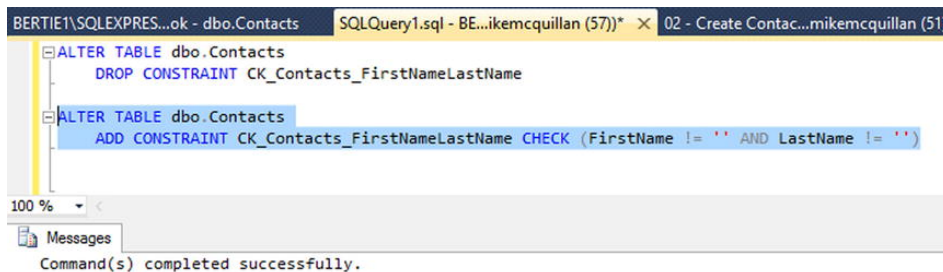 BERTIE1\SQLEXPRES...ok - dbo.Contacts SQLQuery1.sql - BE...ikemcquillan (57))* × 02 - Create Contac...mikemcquillan (51
ALTER TABLE dbo.Contacts
DROP CONSTRAINT CK_Contacts_FirstNameLastName
ALTER TABLE dbo.Contacts
ADD CONSTRAINT CK_Contacts_FirstNameLastName CHECK (FirstName != '' AND LastName != '')
100 %
Messages
Command(s) completed successfully.